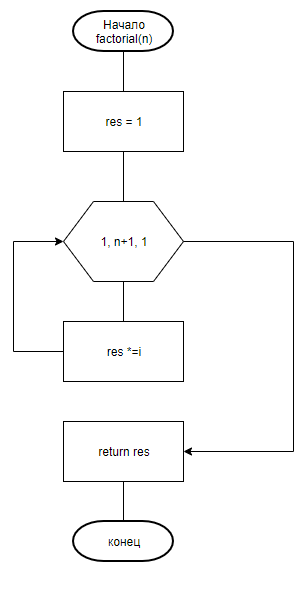 Начало
factorial(n)
res = 1
1, n+1, 1
res *=i
return res
конец